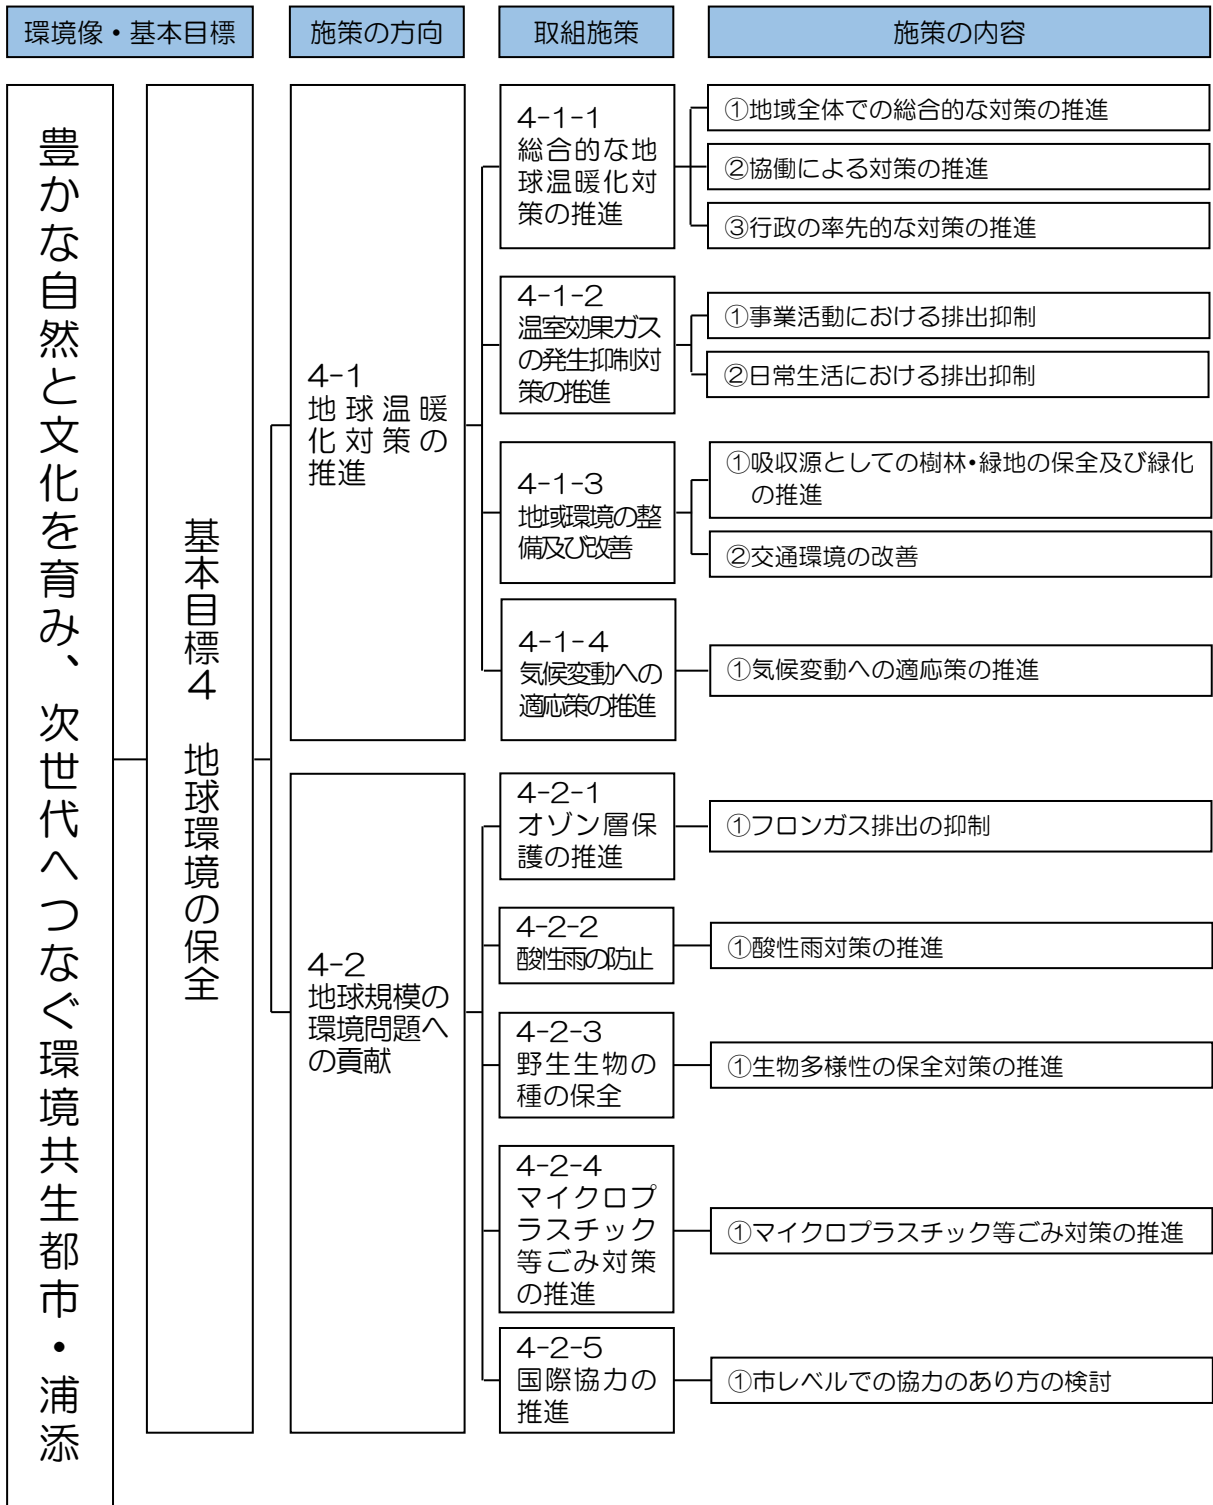 環境像・基本目標
施策の方向
取組施策
施策の内容
豊かな自然と文化を育み、次世代へつなぐ環境共生都市・浦添
基本目標4　地球環境の保全
4-1
地球温暖
化対策の
推進
4-1-1
総合的な地
球温暖化対
策の推進
①地域全体での総合的な対策の推進
②協働による対策の推進
③行政の率先的な対策の推進
4-1-2
温室効果ガス
の発生抑制対
策の推進
①事業活動における排出抑制
②日常生活における排出抑制
4-1-3
地域環境の整
備及び改善
①吸収源としての樹林・緑地の保全及び緑化
の推進
②交通環境の改善
4-1-4
気候変動への
適応策の推進
①気候変動への適応策の推進
4-2
地球規模の
環境問題へ
の貢献
4-2-1
オゾン層保
護の推進
①フロンガス排出の抑制
4-2-2
酸性雨の防止
①酸性雨対策の推進
4-2-3
野生生物の
種の保全
①生物多様性の保全対策の推進
4-2-4
マイクロプ
ラスチック
等ごみ対策
の推進
①マイクロプラスチック等ごみ対策の推進
4-2-5
国際協力の
推進
①市レベルでの協力のあり方の検討